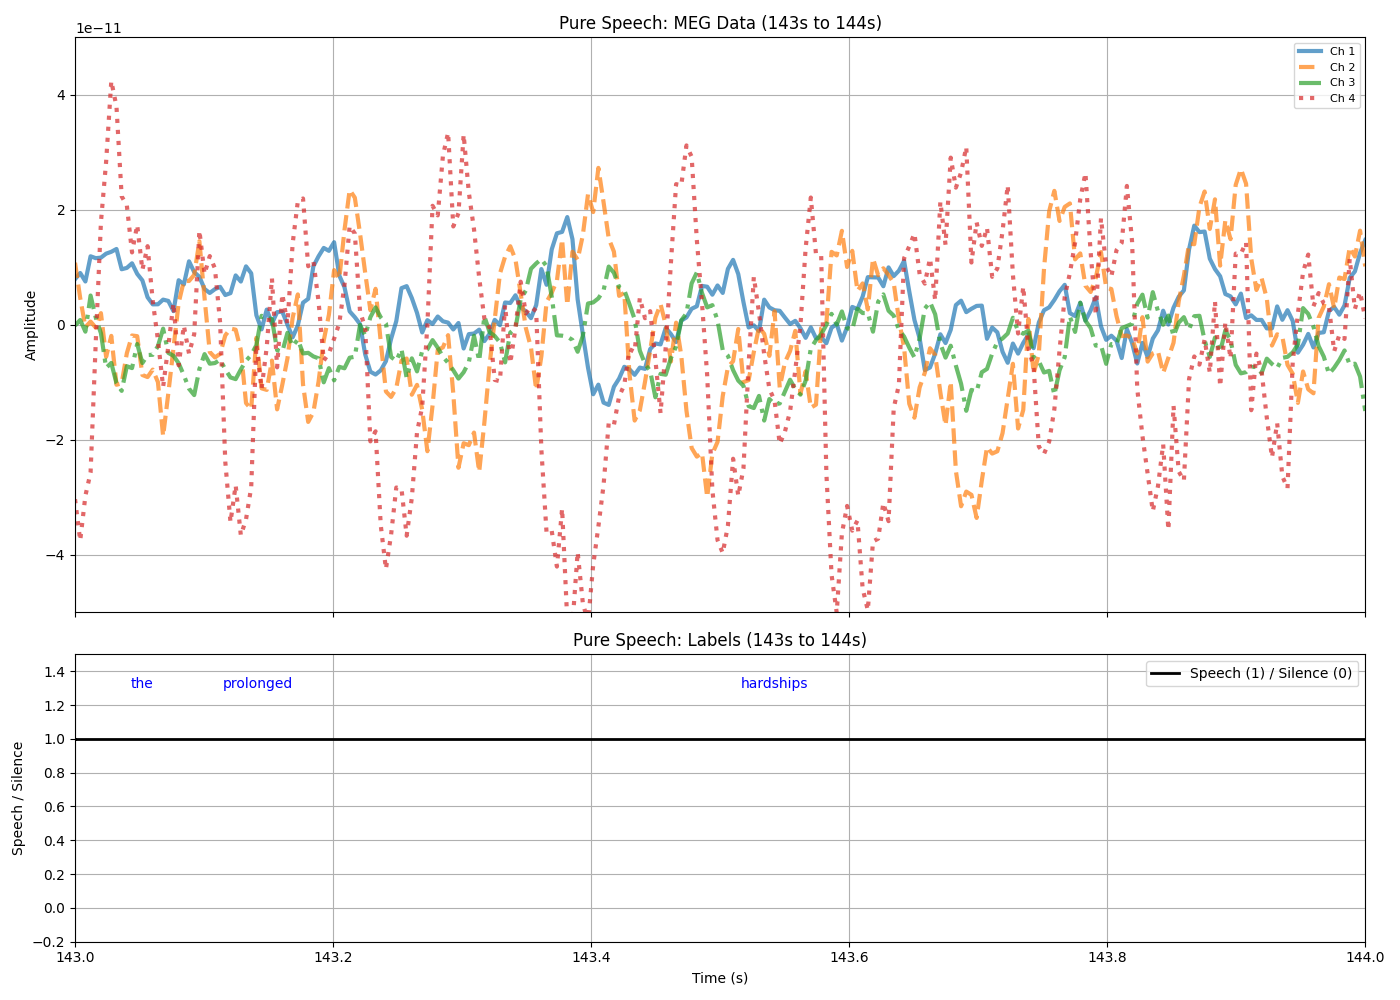 Pure Speech: MEG Data (143s to 144s)
1e−11
Ch 1
Ch 2
Ch 3
Ch 4
4
2
0
−2
−4
Amplitude
Pure Speech: Labels (143s to 144s)
the prolonged hardships
Speech (1) / Silence (0)
1.4
1.2
1.0
0.8
0.6
0.4
0.2
0.0
−0.2
Speech / Silence
143.0 143.2 143.4 143.6 143.8 144.0
Time (s)